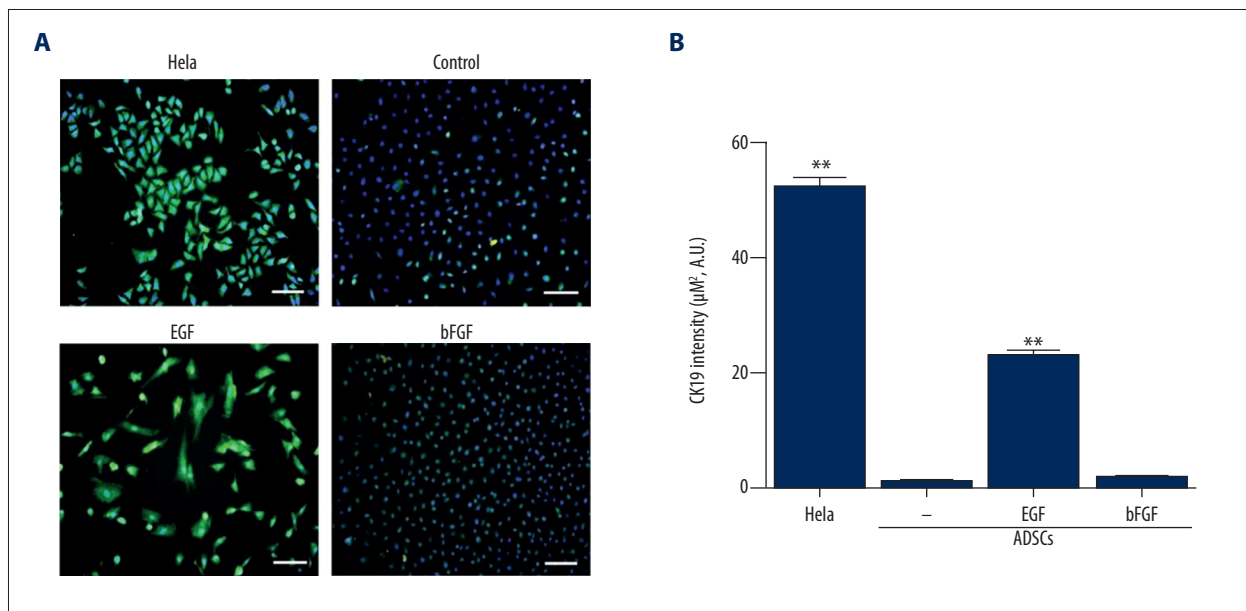 A
Hela
Control
EGF
bFGF
B
60
40
20
0
CK19 intensity (µM², A.U.)
**
**
Hela
–
EGF
bFGF
ADSCs